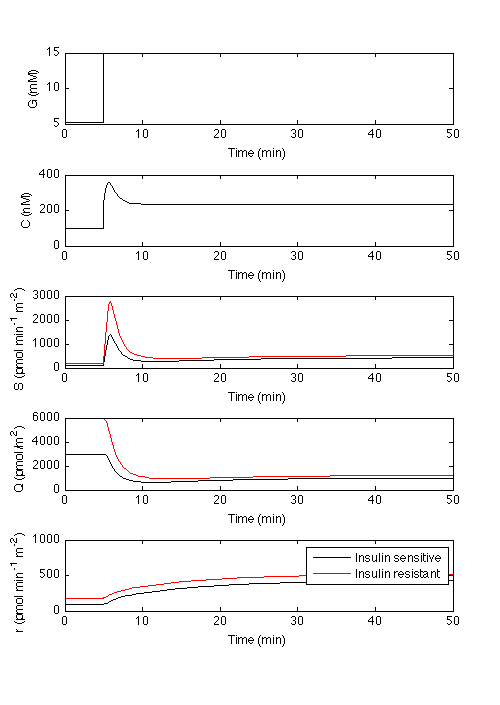 15
G (mM)
5
0 10 20 30 40 50
Time (min)
400
C (nM)
200
0
0 10 20 30 40 50
Time (min)
3000
2000
S (pmol min-1 m-2)
1000
0
0 10 20 30 40 50
Time (min)
6000
4000
Q (pmol/m2)
2000
0
0 10 20 30 40 50
Time (min)
1000
Insulin sensitive
Insulin resistant
500
r (pmol min-1 m-2)
0
0 10 20 30 40 50
Time (min)
10